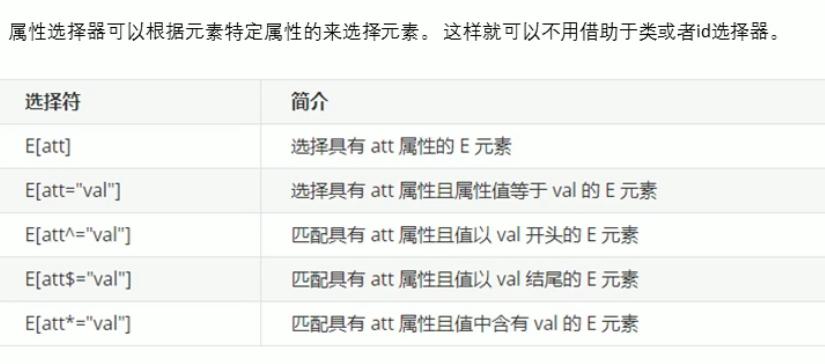 属性选择器可以根据元素特定属性的来选择元素。 这样就可以不用借助于类或者id选择器。
选择符 简介
E[att] 选择具有 att 属性的 E 元素
E[att="val"] 选择具有 att 属性且属性值等于 val 的 E 元素
E[att^="val"] 匹配具有 att 属性且值以 val 开头的 E 元素
E[att$="val"] 匹配具有 att 属性且值以 val 结尾的 E 元素
E[att*="val"] 匹配具有 att 属性且值中含有 val 的 E 元素